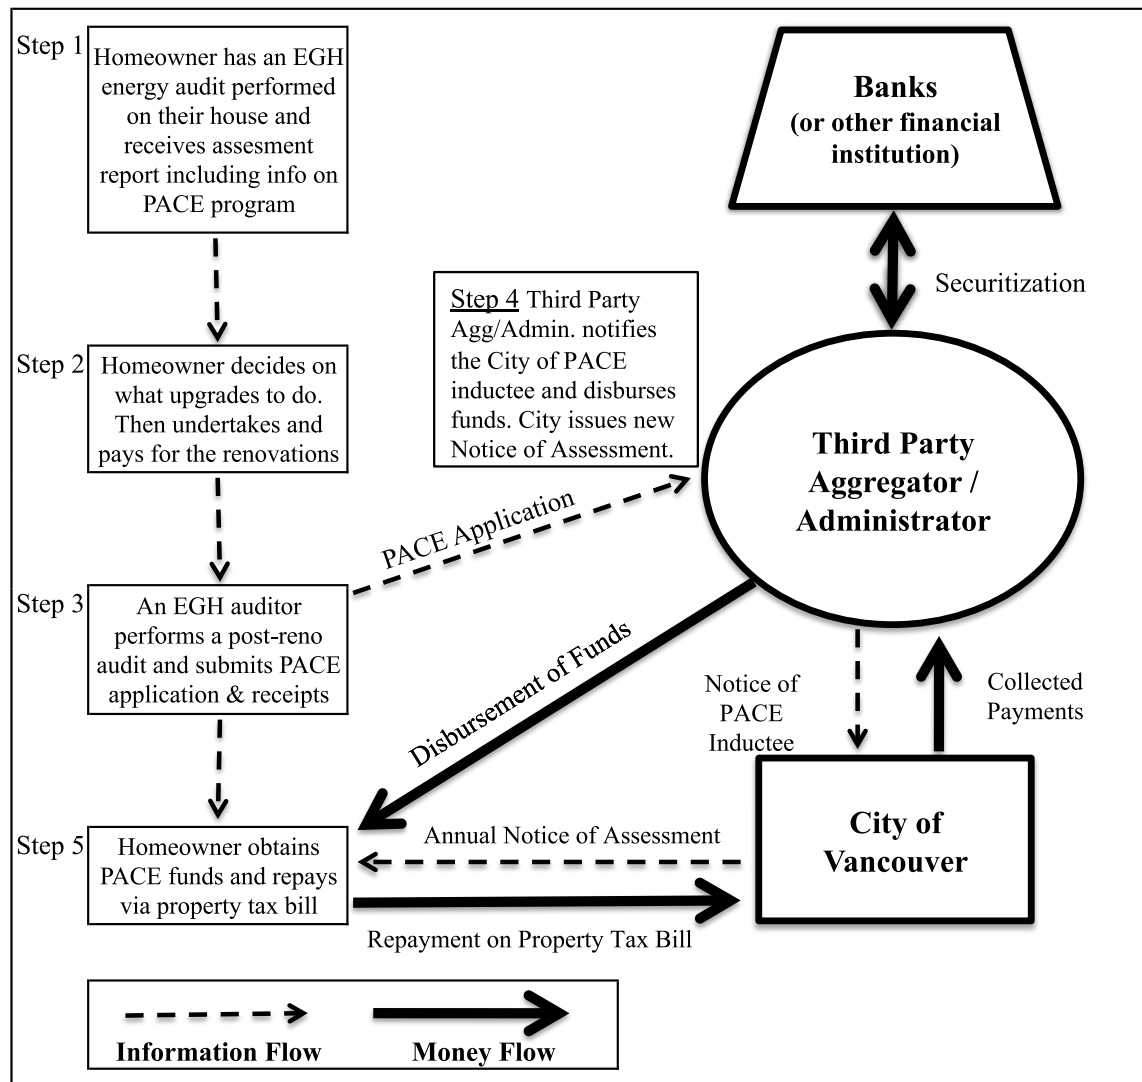 Step 1
Homeowner has an EGH
energy audit performed
on their house and
receives assesment
report including info on
PACE program
Banks
(or other financial
institution)
Securitization
Step 2
Homeowner decides on
what upgrades to do.
Then undertakes and
pays for the renovations
Step 4 Third Party
Agg/Admin. notifies
the City of PACE
inductee and disburses
funds. City issues new
Notice of Assessment.
Third Party
Aggregator /
Administrator
PACE Application
Step 3
An EGH auditor
performs a post-reno
audit and submits PACE
application & receipts
Disbursement of Funds
Notice of
PACE
Inductee
Collected
Payments
Step 5
Homeowner obtains
PACE funds and repays
via property tax bill
Annual Notice of Assessment
Repayment on Property Tax Bill
City of
Vancouver
Information Flow
Money Flow